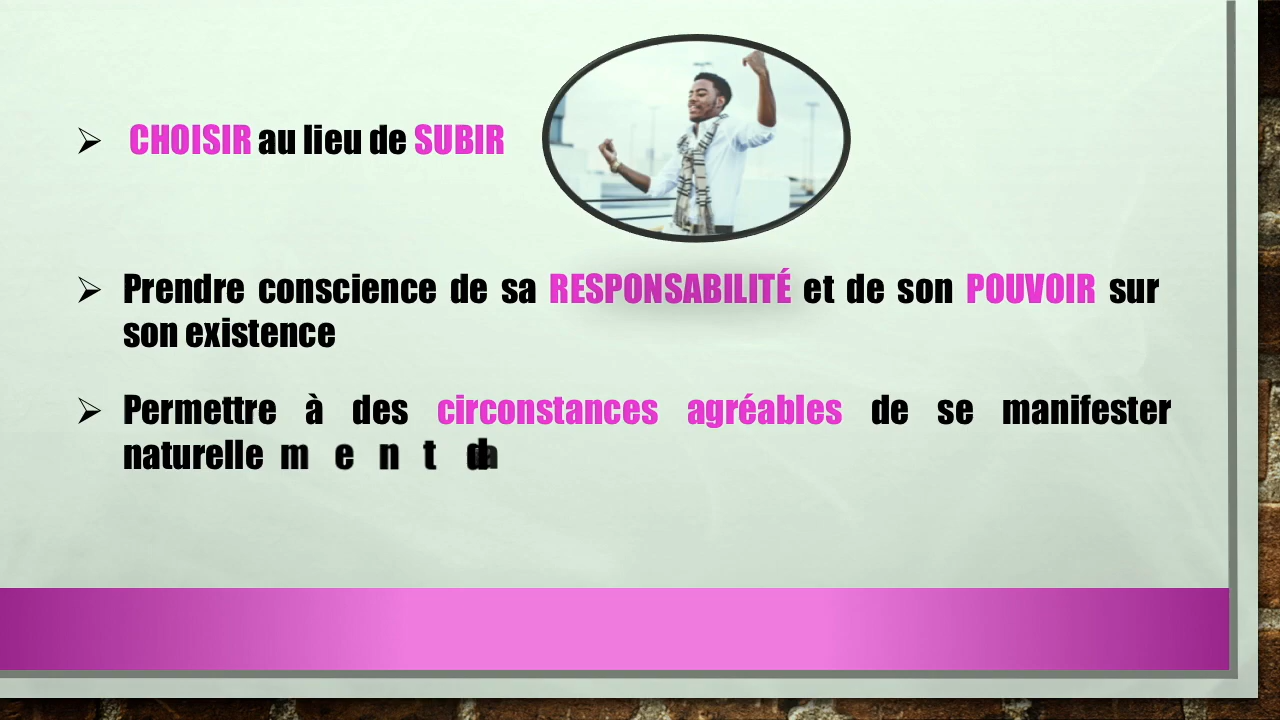 CHOISIR au lieu de SUBIR
Prendre conscience de sa RESPONSABILITÉ et de son POUVOIR sur
son existence
Permettre à des circonstances agréables de se manifester
naturellement